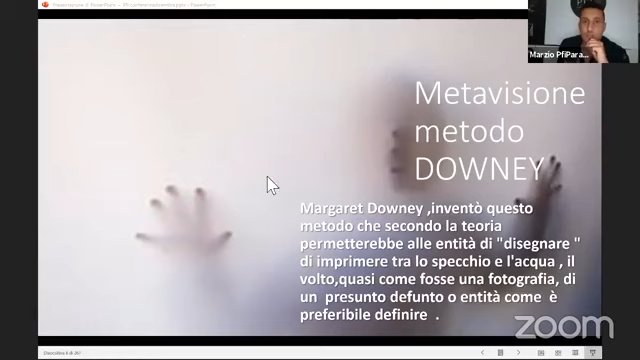 Marzio PfiPara...
Metavisione
metodo
DOWNEY
Margaret Downey ,inventò questo
metodo che secondo la teoria
permetterebbe alle entità di "disegnare "
di imprimere tra lo specchio e l'acqua , il
volto,quasi come fosse una fotografia, di
un presunto defunto o entità come è
preferibile definire .
zoom